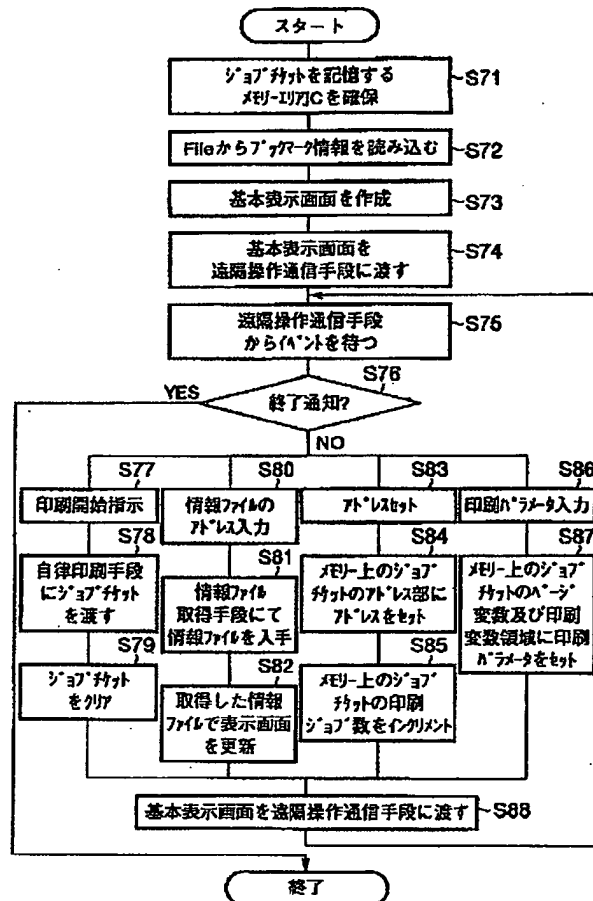 スタート
ジョブチケットを記憶する
メモリーエリアJCを確保
S71
Fileからブックマーク情報を読み込む
S72
基本表示画面を作成
S73
基本表示画面を
遠隔操作通信手段に渡す
S74
遠隔操作通信手段
からイベントを待つ
S75
S76
YES
終了通知?
NO
S77
印刷開始指示
S78
自律印刷手段
にジョブチケットを
渡す
S79
ジョブチケット
をクリア
S80
情報ファイルの
アドレス入力
S81
情報ファイル
取得手段にて
情報ファイルを入手
S82
取得した情報
ファイルで表示画面
を更新
S83
アドレスセット
S84
メモリー上のジョブ
チケットのアドレス部に
アドレスをセット
S85
メモリー上のジョブ
チケットの印刷
ジョブ数をインクリメント
S86
印刷パラメータ入力
S87
メモリー上のジョブ
チケットのページ
変数及び印刷
変数領域に印刷
パラメータをセット
基本表示画面を遠隔操作通信手段に渡す
S88
終了